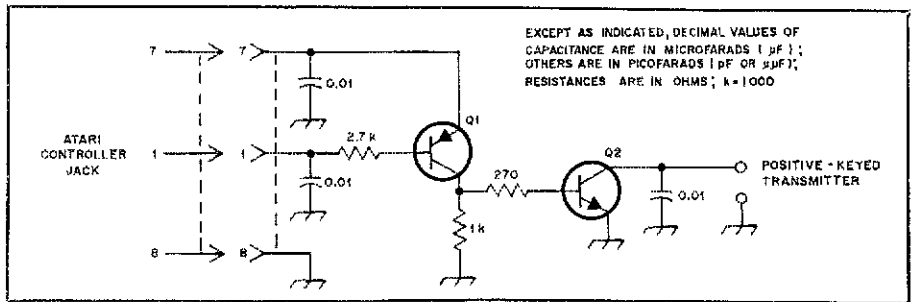 EXCEPT AS INDICATED, DECIMAL VALUES OF
CAPACITANCE ARE IN MICROFARADS ( µF ) ;
OTHERS ARE IN PICOFARADS ( pF OR µµF);
RESISTANCES ARE IN OHMS; k=1000
7 7
0.01
Q1
2.7 k
ATARI
CONTROLLER
JACK
1 1
0.01
Q2
270
0.01
POSITIVE - KEYED
TRANSMITTER
1k
8 8